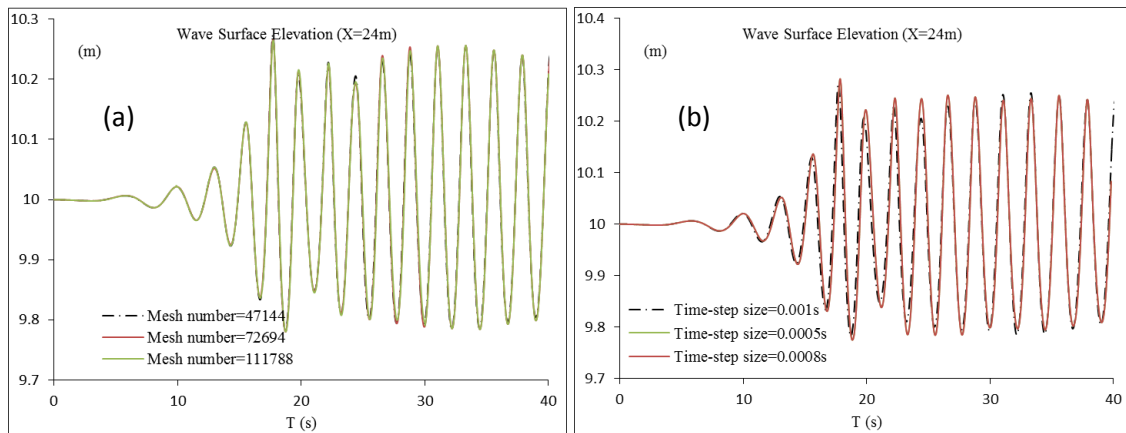 Wave Surface Elevation (X=24m)
(m)
(a)
10.3
10.2
10.1
10
9.9
9.8
9.7
Mesh number=47144
Mesh number=72694
Mesh number=111788
0 10 20 30 40
T (s)
Wave Surface Elevation (X=24m)
(m)
(b)
10.4
10.3
10.2
10.1
10
9.9
9.8
9.7
Time-step size=0.001s
Time-step size=0.0005s
Time-step size=0.0008s
0 10 20 30 40
T (s)